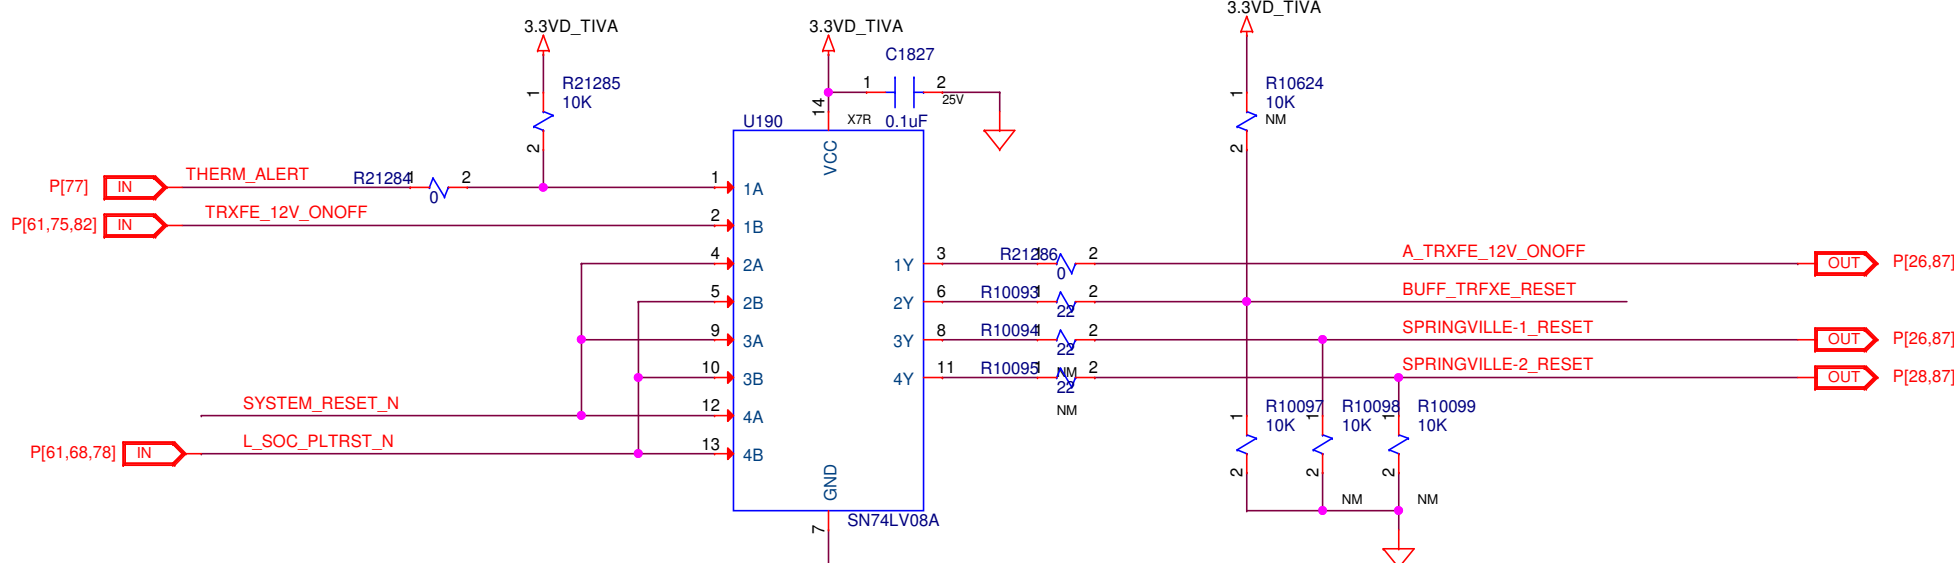 3.3VD_TIVA
3.3VD_TIVA
3.3VD_TIVA
C1827
R21285
10K
1
2
1
2
25V
14
X7R
0.1uF
R10624
10K
NM
1
2
U190
VCC
P[77]
IN
THERM_ALERT
R21284
1
2
0
1
1A
P[61,75,82]
IN
TRXFE_12V_ONOFF
2
1B
4
2A
1Y
3
R21286
1
2
0
A_TRXFE_12V_ONOFF
OUT
P[26,87]
5
2B
2Y
6
R10093
1
2
22
BUFF_TRFXE_RESET
9
3A
3Y
8
R10094
1
2
22
NM
SPRINGVILLE-1_RESET
OUT
P[26,87]
10
3B
4Y
11
R10095
1
2
22
NM
SPRINGVILLE-2_RESET
OUT
P[28,87]
SYSTEM_RESET_N
12
4A
P[61,68,78]
IN
L_SOC_PLTRST_N
13
4B
GND
7
SN74LV08A
R10097
10K
1
2
R10098
10K
1
2
NM
R10099
10K
1
2
NM